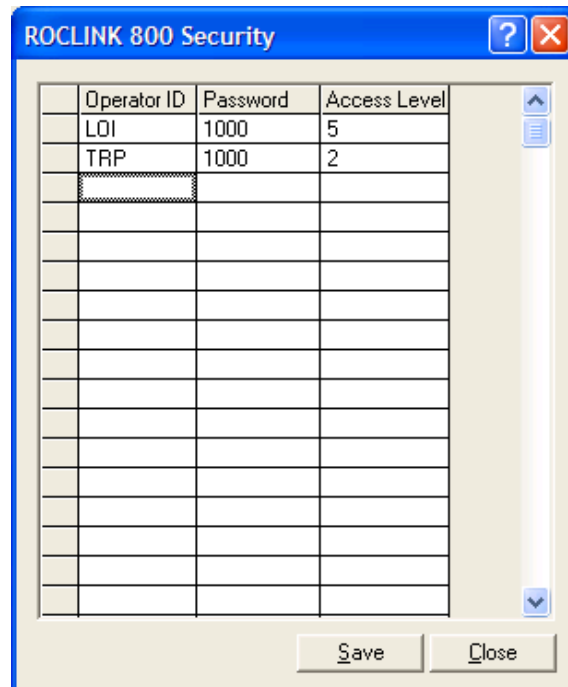 ROCLINK 800 Security
Operator ID Password Access Level
LOI 1000 5
TRP 1000 2
Save Close